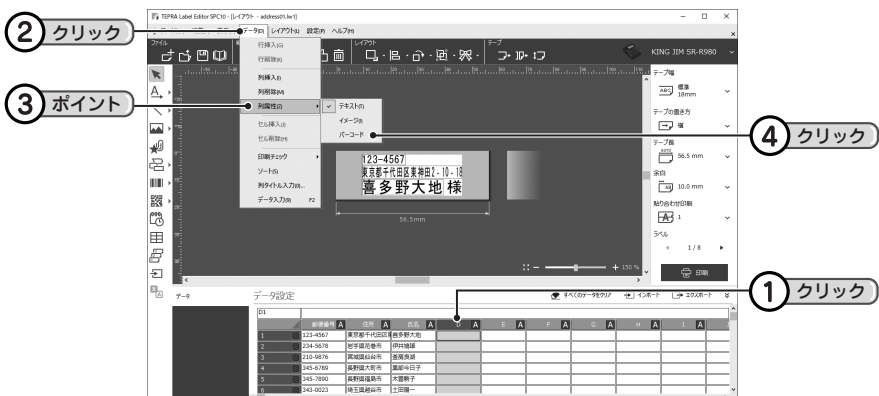 TEPRA Label Editor SPC10 - [レイアウト - address01.lw1]
データ(D) レイアウト(L) 設定(P) ヘルプ(H)
ファイル
レイアウト
テープ
KING JIM SR-R980
② クリック
③ ポイント
④ クリック
① クリック
行挿入(G)
行削除(K)
列挿入(I)
列削除(M)
列属性(Z)
セル挿入(J)
セル削除(H)
印刷チェック
ソート(S)
列タイトル入力(I)...
データ入力(B) F2
テキスト(T)
イメージ(I)
バーコード
123-4567
東京都千代田区東神田2-10-18
喜多野大地 様
56.5mm
テープ幅
ABC 標準
18mm
テープの置き方
横
テープ長
AUTO
56.5 mm
余白
AB 10.0 mm
貼り合わせ印刷
A 1
ラベル
1/8
印刷
150 %
データ
データ設定
すべてのデータをクリア インポート エクスポート
D1
郵便番号 A 住所 A 氏名 A D A E A F A G A H A I A
1 123-4567 東京都千代田区 喜多野大地
2 234-5678 岩手県花巻市 伊井鳩雄
3 210-9876 宮城県仙台市 釜房良湖
4 345-6789 長野県大町市 黒部今日子
5 345-7890 長野県福島市 木曽駒子
6 343-0023 埼玉県越谷市 土田陽一